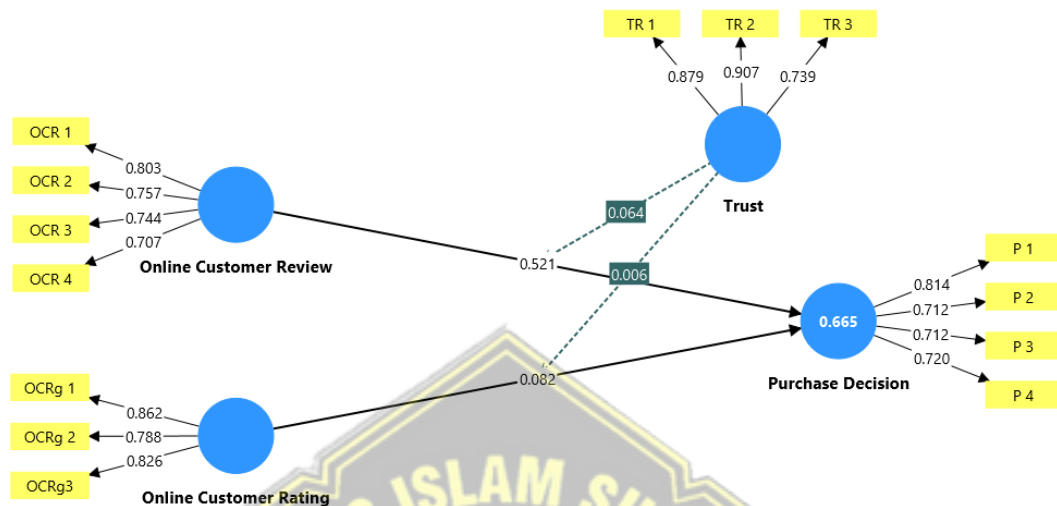 TR 1
TR 2
TR 3
0.879
0.907
0.739
Trust
OCR 1
OCR 2
OCR 3
OCR 4
0.803
0.757
0.744
0.707
Online Customer Review
0.064
0.521
0.006
0.082
0.665
Purchase Decision
0.814
0.712
0.712
0.720
P 1
P 2
P 3
P 4
OCRg 1
OCRg 2
OCRg3
0.862
0.788
0.826
Online Customer Rating
ISLAM